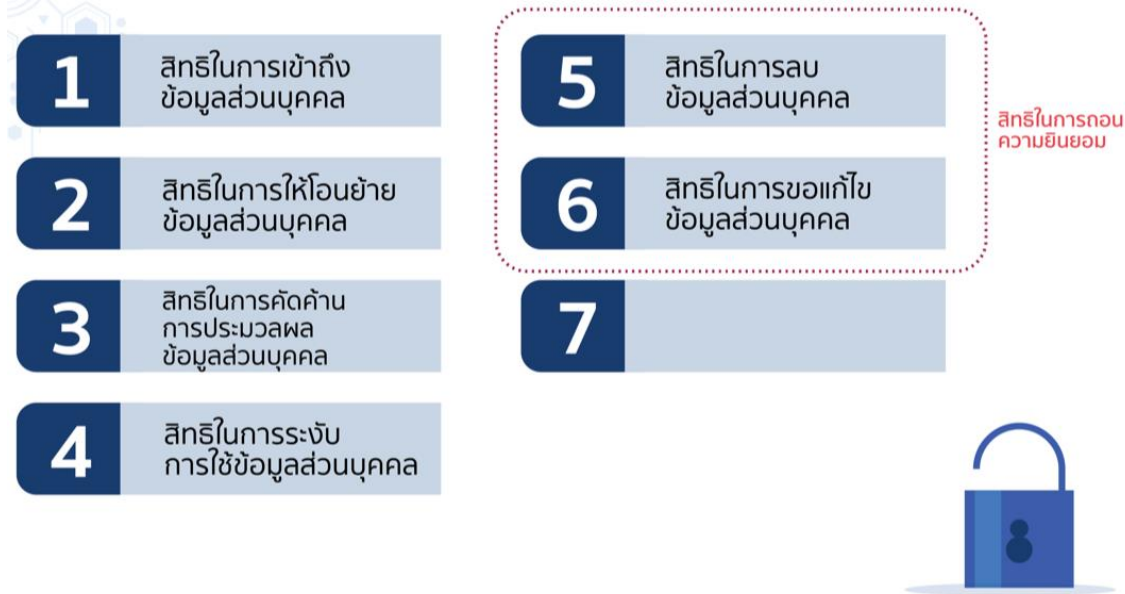 1
สิทธิในการเข้าถึง
ข้อมูลส่วนบุคคล
2
สิทธิในการให้โอนย้าย
ข้อมูลส่วนบุคคล
3
สิทธิในการคัดค้าน
การประมวลผล
ข้อมูลส่วนบุคคล
4
สิทธิในการระงับ
การใช้ข้อมูลส่วนบุคคล
5
สิทธิในการลบ
ข้อมูลส่วนบุคคล
6
สิทธิในการขอแก้ไข
ข้อมูลส่วนบุคคล
7
สิทธิในการถอน
ความยินยอม